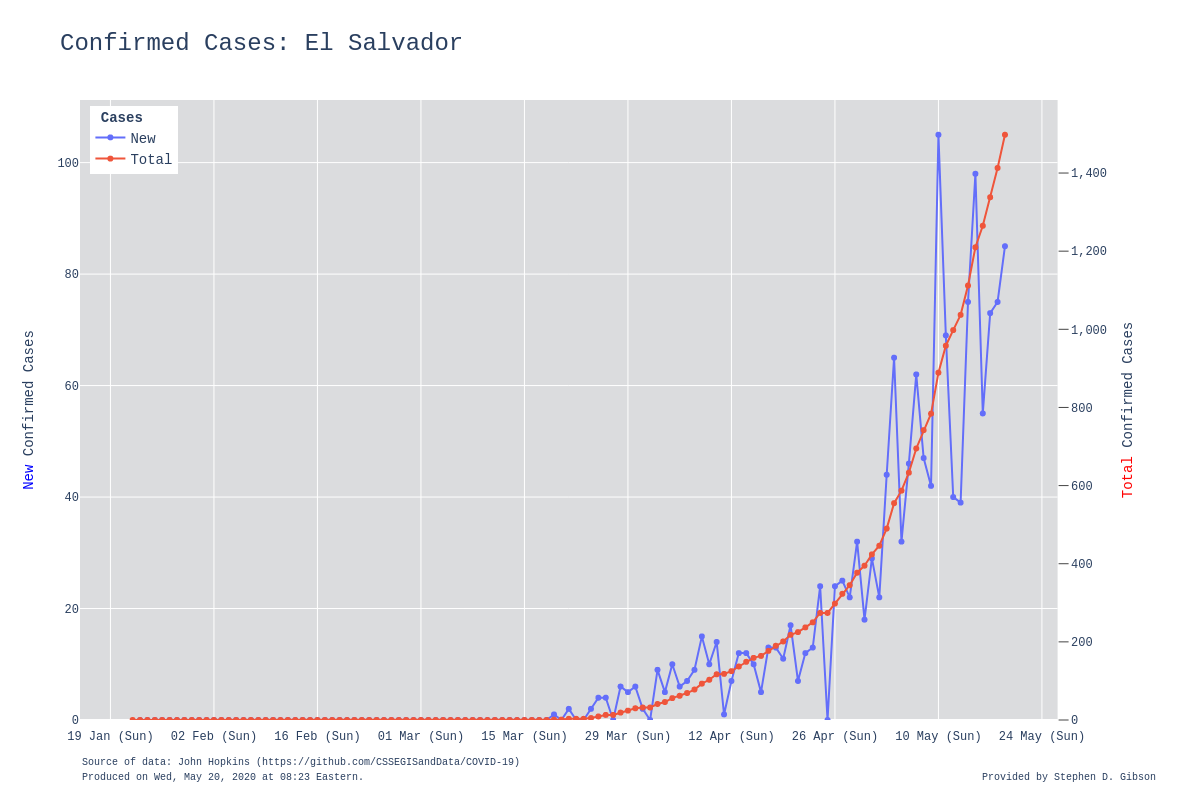 Confirmed Cases: El Salvador
Cases
New
Total
100
80
60
40
20
0
1,400
1,200
1,000
800
600
400
200
0
New Confirmed Cases
Total Confirmed Cases
19 Jan (Sun) 02 Feb (Sun) 16 Feb (Sun) 01 Mar (Sun) 15 Mar (Sun) 29 Mar (Sun) 12 Apr (Sun) 26 Apr (Sun) 10 May (Sun) 24 May (Sun)
Source of data: John Hopkins (https://github.com/CSSEGISandData/COVID-19)
Produced on Wed, May 20, 2020 at 08:23 Eastern.
Provided by Stephen D. Gibson